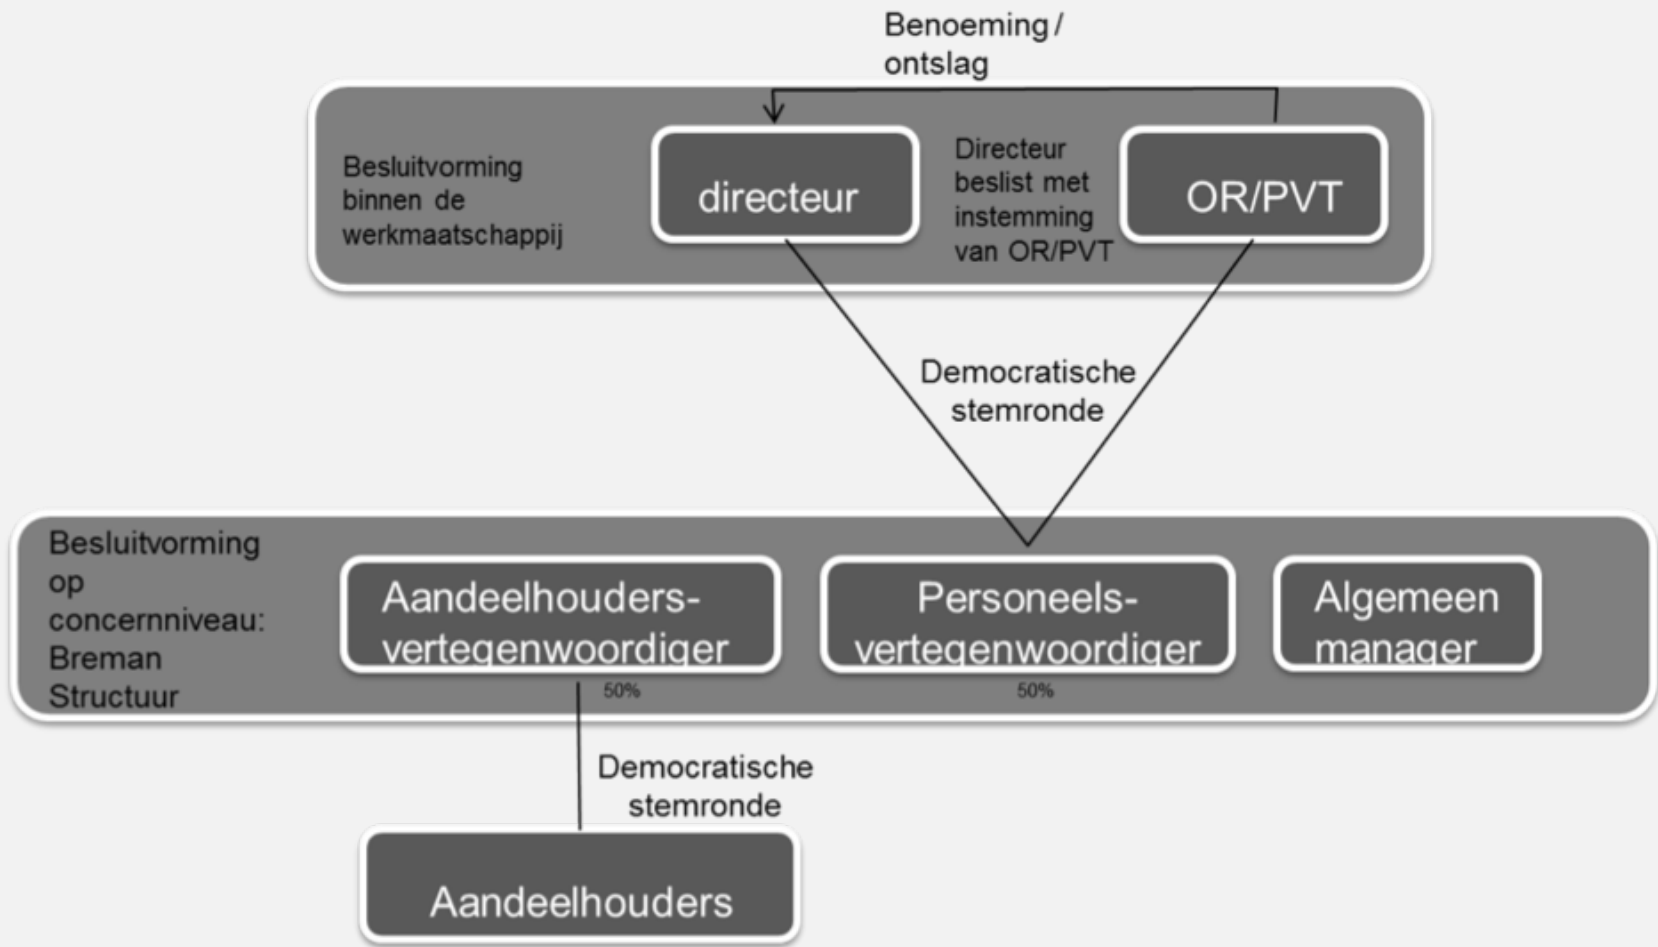 Benoeming /
ontslag
Besluitvorming
binnen de
werkmaatschappij
directeur
Directeur
beslist met
instemming
van OR/PVT
OR/PVT
Democratische
stemronde
Besluitvorming
op
concernniveau:
Breman
Structuur
Aandeelhouders-
vertegenwoordiger
50%
Personeels-
vertegenwoordiger
50%
Algemeen
manager
Democratische
stemronde
Aandeelhouders